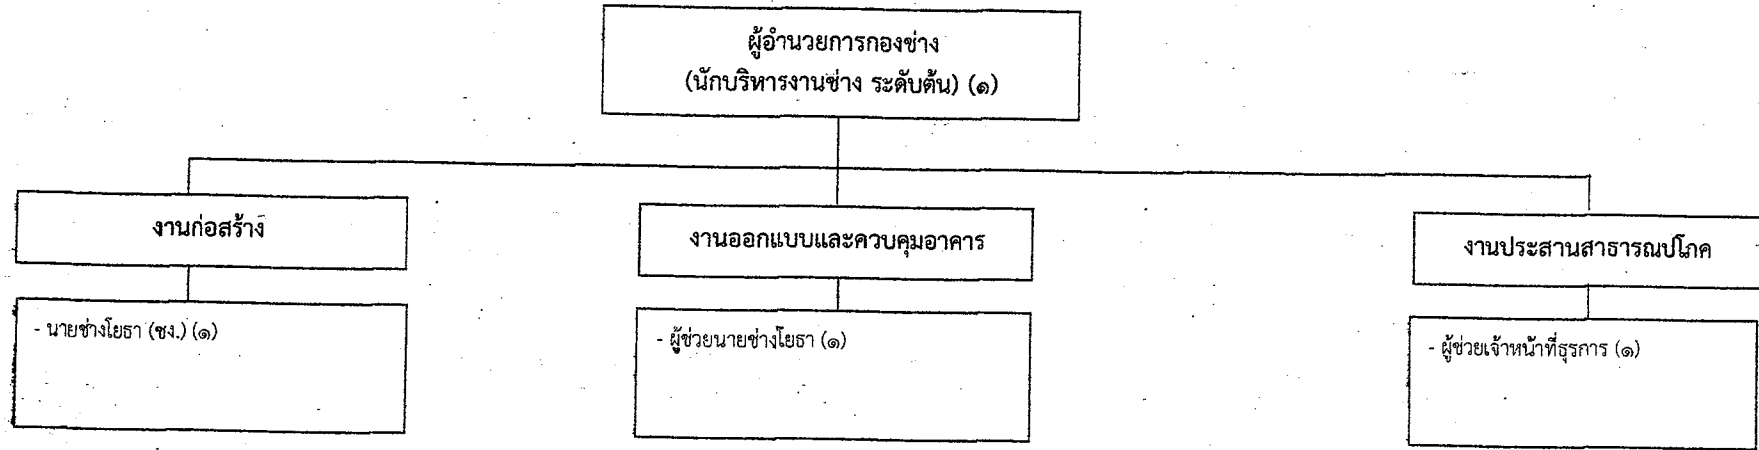 ผู้อำนวยการกองช่าง
(นักบริหารงานช่าง ระดับต้น) (๑)
งานก่อสร้าง
งานออกแบบและควบคุมอาคาร
งานประสานสาธารณปโภค
- นายช่างโยธา (ชง.) (๑)
- ผู้ช่วยนายช่างโยธา (๑)
- ผู้ช่วยเจ้าหน้าที่ธุรการ (๑)